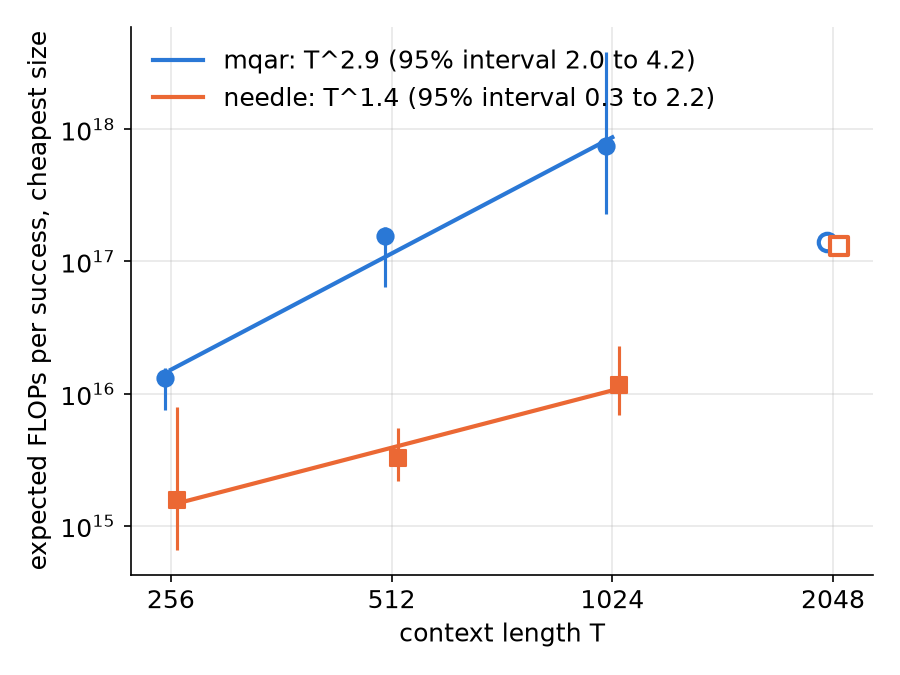 expected FLOPs per success, cheapest size
mqar: T^2.9 (95% interval 2.0 to 4.2)
needle: T^1.4 (95% interval 0.3 to 2.2)
10^18
10^17
10^16
10^15
256 512 1024 2048
context length T